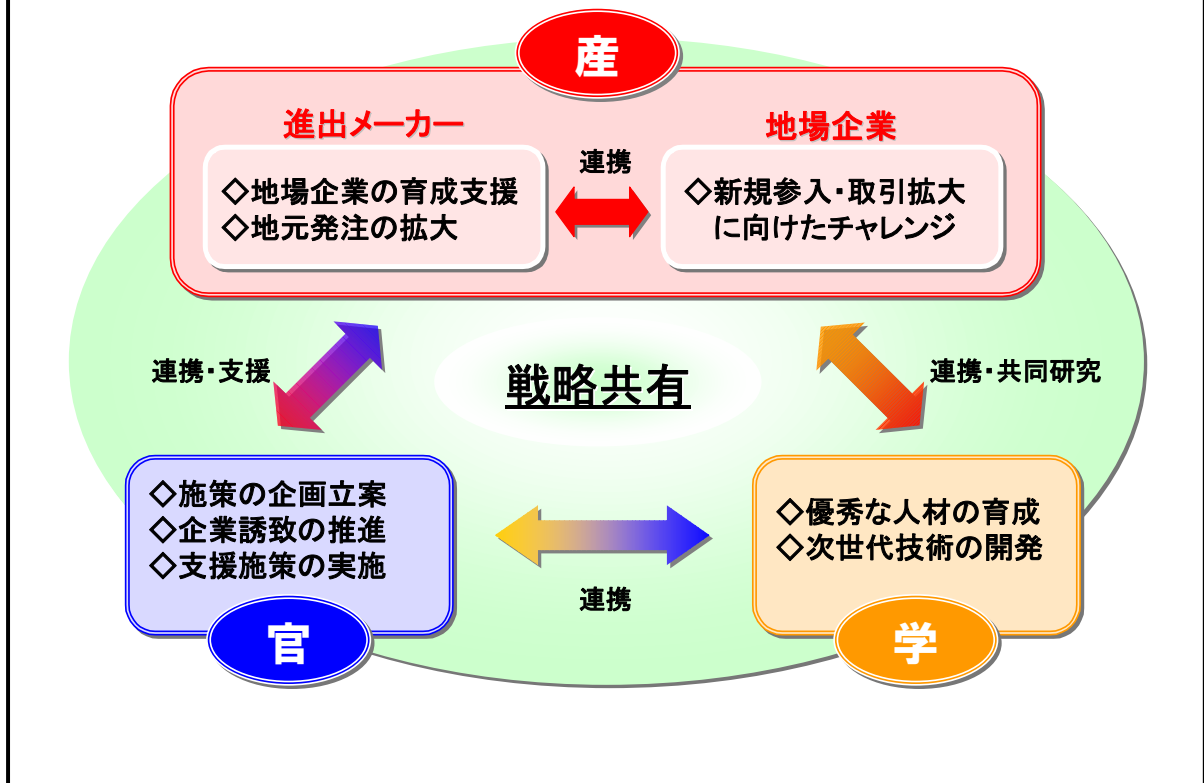 産
進出メーカー
地場企業
◇地場企業の育成支援
◇地元発注の拡大
連携
◇新規参入・取引拡大
に向けたチャレンジ
連携・支援
戦略共有
連携・共同研究
◇施策の企画立案
◇企業誘致の推進
◇支援施策の実施
◇優秀な人材の育成
◇次世代技術の開発
連携
官
学